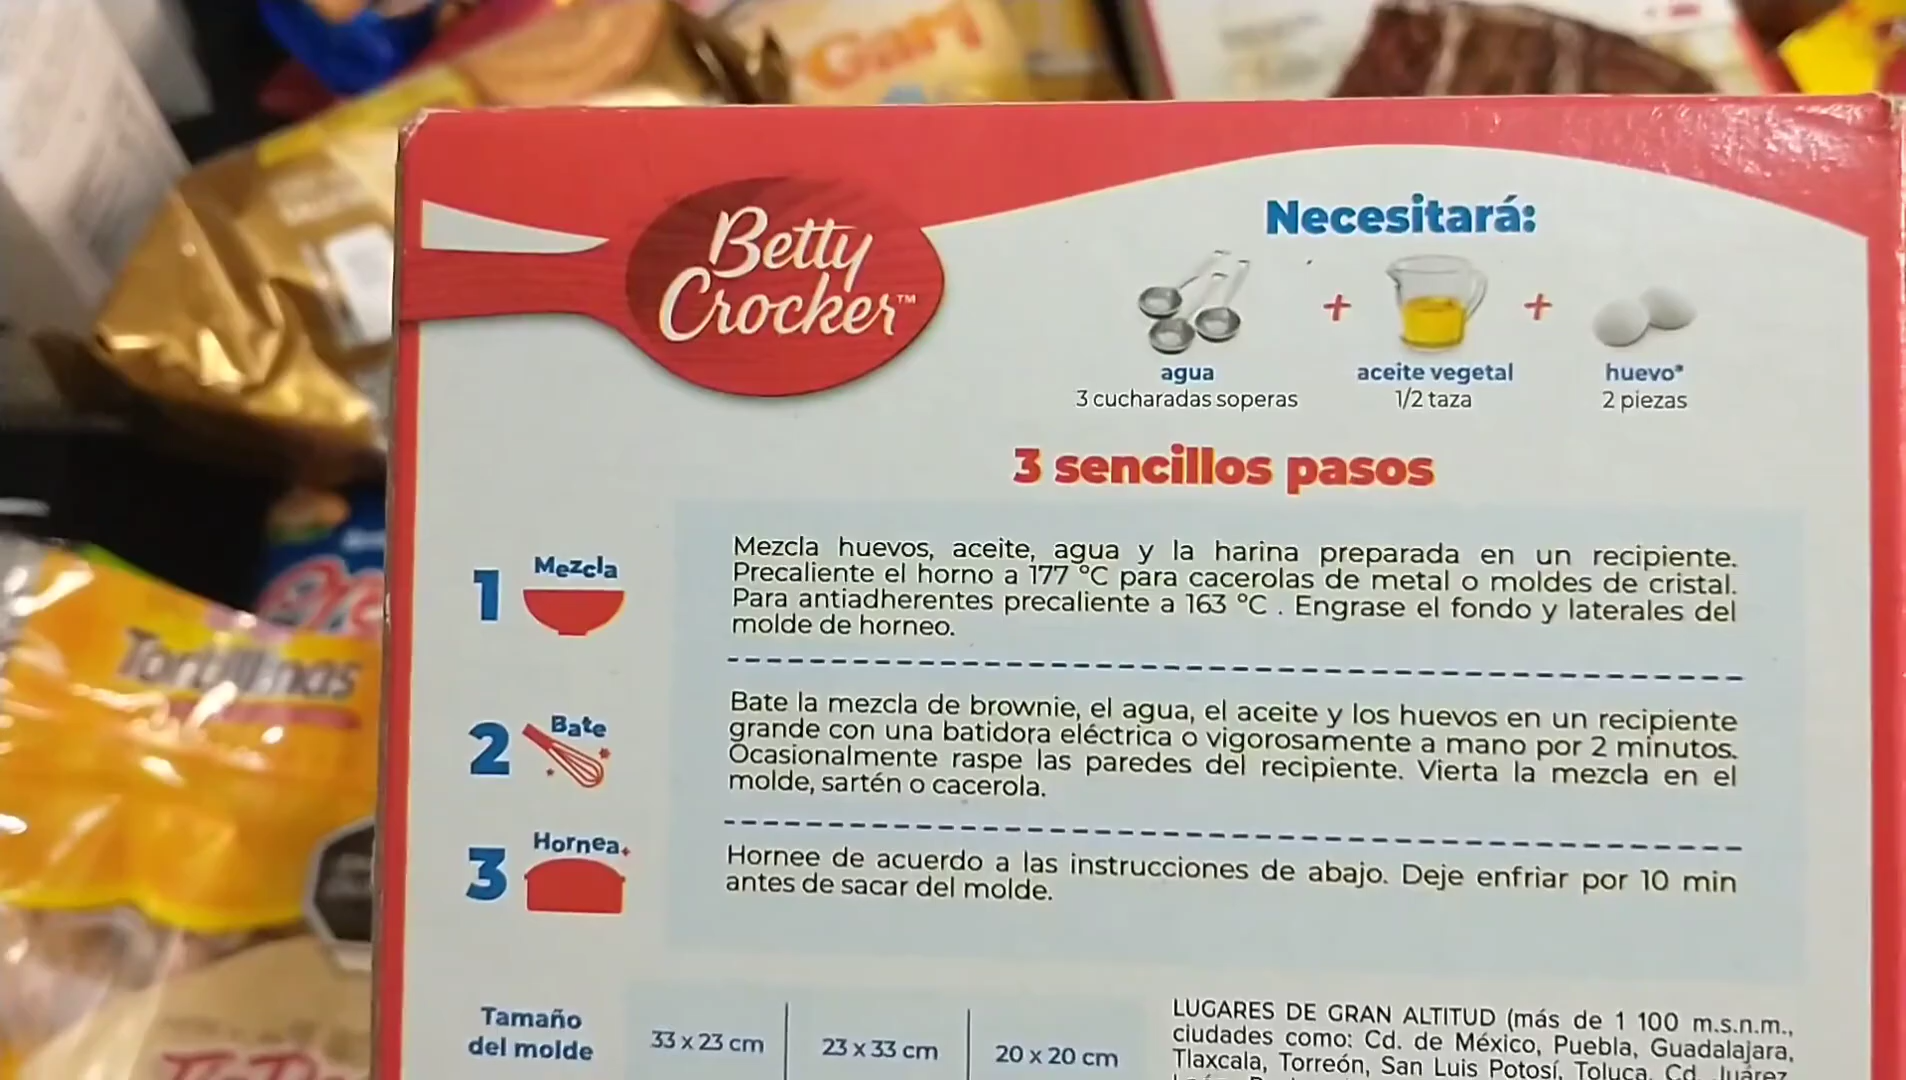 Gari
Betty
Crocker™
Necesitará:
agua
3 cucharadas soperas
+
aceite vegetal
1/2 taza
+
huevo*
2 piezas
3 sencillos pasos
1 Mezcla
Mezcla huevos, aceite, agua y la harina preparada en un recipiente.
Precaliente el horno a 177 °C para cacerolas de metal o moldes de cristal.
Para antiadherentes precaliente a 163 °C . Engrase el fondo y laterales del
molde de horneo.
2 Bate
Bate la mezcla de brownie, el agua, el aceite y los huevos en un recipiente
grande con una batidora eléctrica o vigorosamente a mano por 2 minutos.
Ocasionalmente raspe las paredes del recipiente. Vierta la mezcla en el
molde, sartén o cacerola.
3 Hornea
Hornee de acuerdo a las instrucciones de abajo. Deje enfriar por 10 min
antes de sacar del molde.
Tamaño
del molde
33 x 23 cm
23 x 33 cm
20 x 20 cm
LUGARES DE GRAN ALTITUD (más de 1 100 m.s.n.m.,
ciudades como: Cd. de México, Puebla, Guadalajara,
Tlaxcala, Torreón, San Luis Potosí, Toluca, Cd. Juárez,
Tortillinas